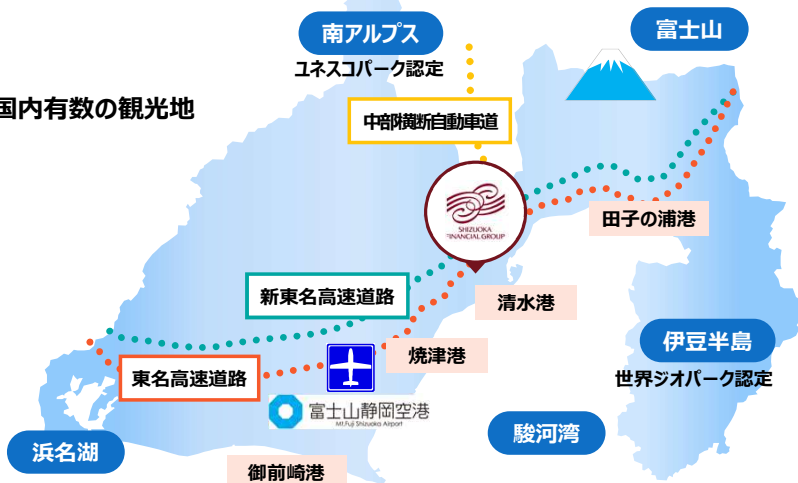 南アルプス
ユネスコパーク認定
富士山
国内有数の観光地
中部横断自動車道
SHIZUOKA
FINANCIAL GROUP
田子の浦港
新東名高速道路
清水港
焼津港
伊豆半島
世界ジオパーク認定
東名高速道路
富士山静岡空港
Mt.Fuji Shizuoka Airport
駿河湾
浜名湖
御前崎港